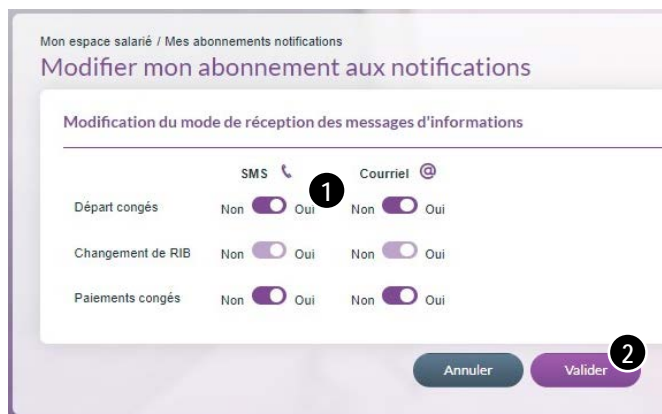 Mon espace salarié / Mes abonnements notifications
Modifier mon abonnement aux notifications
Modification du mode de réception des messages d'informations
SMS Courriel @
1
Départ congés Non Oui Non Oui
Changement de RIB Non Oui Non Oui
Paiements congés Non Oui Non Oui
Annuler Valider 2